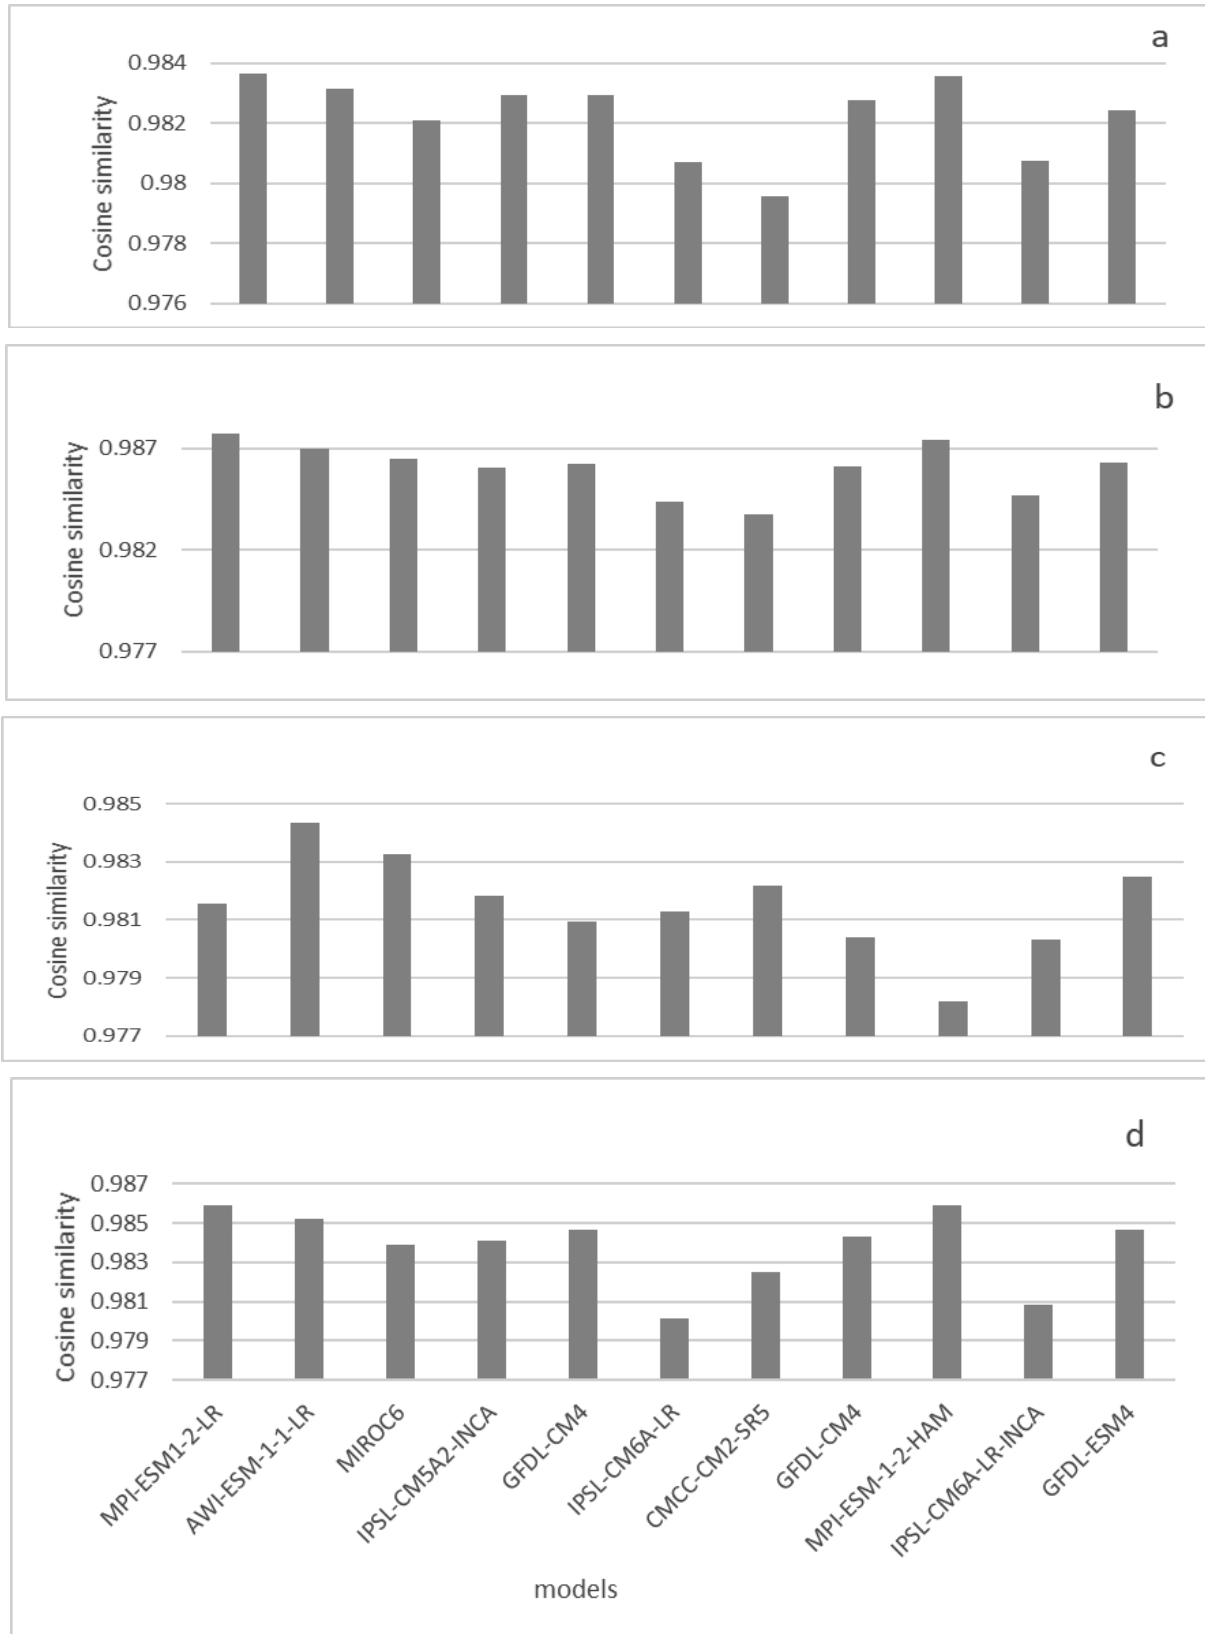 a
Cosine similarity
0.984
0.982
0.98
0.978
0.976
b
Cosine similarity
0.987
0.982
0.977
c
Cosine similarity
0.985
0.983
0.981
0.979
0.977
d
Cosine similarity
0.987
0.985
0.983
0.981
0.979
0.977
MPI-ESM1-2-LR
AWI-ESM-1-1-LR
MIROC6
IPSL-CM5A2-INCA
GFDL-CM4
IPSL-CM6A-LR
CMCC-CM2-SR5
GFDL-CM4
MPI-ESM-1-2-HAM
IPSL-CM6A-LR-INCA
GFDL-ESM4
models